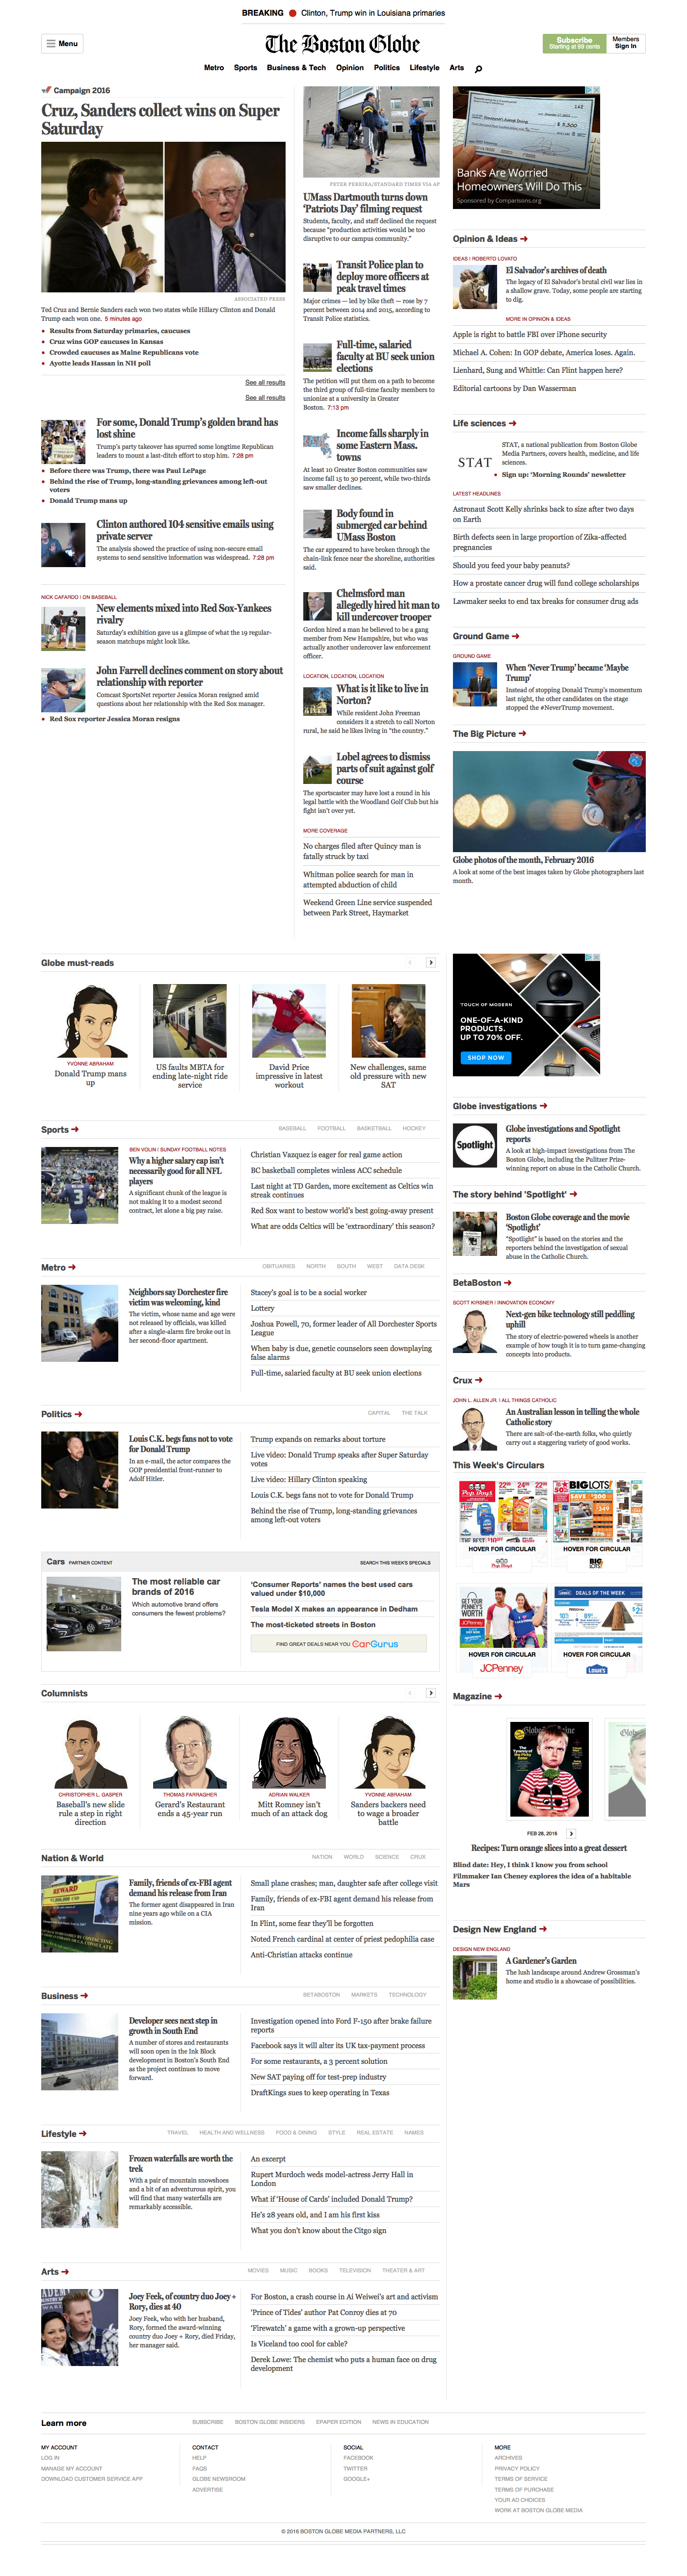 BREAKING Clinton, Trump win in Louisiana primaries
Menu
The Boston Globe
Subscribe
Starting at 99 cents
Members
Sign In
Metro Sports Business & Tech Opinion Politics Lifestyle Arts
Campaign 2016
Cruz, Sanders collect wins on Super
Saturday
ASSOCIATED PRESS
Ted Cruz and Bernie Sanders each won two states while Hillary Clinton and Donald
Trump each won one. 5 minutes ago
Results from Saturday primaries, caucuses
Cruz wins GOP caucuses in Kansas
Crowded caucuses as Maine Republicans vote
Ayotte leads Hassan in NH poll
See all results
See all results
For some, Donald Trump's golden brand has
lost shine
Trump's party takeover has spurred some longtime Republican
leaders to mount a last-ditch effort to stop him. 7:28 pm
Before there was Trump, there was Paul LePage
Behind the rise of Trump, long-standing grievances among left-out
voters
Donald Trump mans up
Clinton authored 104 sensitive emails using
private server
The analysis showed the practice of using non-secure email
systems to send sensitive information was widespread. 7:28 pm
NICK CAFARDO | ON BASEBALL
New elements mixed into Red Sox-Yankees
rivalry
Saturday's exhibition gave us a glimpse of what the 19 regular-
season matchups might look like.
John Farrell declines comment on story about
relationship with reporter
Comcast SportsNet reporter Jessica Moran resigned amid
questions about her relationship with the Red Sox manager.
Red Sox reporter Jessica Moran resigns
PETER PEREIRA/STANDARD TIMES VIA AP
UMass Dartmouth turns down
'Patriots Day' filming request
Students, faculty, and staff declined the request
because "production activities would be too
disruptive to our campus community."
Transit Police plan to
deploy more officers at
peak travel times
Major crimes — led by bike theft — rose by 7
percent between 2014 and 2015, according to
Transit Police statistics.
Full-time, salaried
faculty at BU seek union
elections
The petition will put them on a path to become
the third group of full-time faculty members to
unionize at a university in Greater
Boston. 7:13 pm
Income falls sharply in
some Eastern Mass.
towns
At least 10 Greater Boston communities saw
income fall 15 to 30 percent, while two-thirds
saw smaller declines.
Body found in
submerged car behind
UMass Boston
The car appeared to have broken through the
chain-link fence near the shoreline, authorities
said.
Chelmsford man
allegedly hired hit man to
kill undercover trooper
Gordon hired a man he believed to be a gang
member from New Hampshire, but who was
actually another undercover law enforcement
officer.
LOCATION, LOCATION, LOCATION
What is it like to live in
Norton?
While resident John Freeman
considers it a stretch to call Norton
rural, he said he likes living in "the country."
Lobel agrees to dismiss
parts of suit against golf
course
The sportscaster may have lost a round in his
legal battle with the Woodland Golf Club but his
fight isn't over yet.
MORE COVERAGE
No charges filed after Quincy man is
fatally struck by taxi
Whitman police search for man in
attempted abduction of child
Weekend Green Line service suspended
between Park Street, Haymarket
Banks Are Worried
Homeowners Will Do This
Sponsored by Comparisons.org
Opinion & Ideas
IDEAS | ROBERTO LOVATO
El Salvador's archives of death
The legacy of El Salvador's brutal civil war lies in
a shallow grave. Today, some people are starting
to dig.
MORE IN OPINION & IDEAS
Apple is right to battle FBI over iPhone security
Michael A. Cohen: In GOP debate, America loses. Again.
Lienhard, Sung and Whittle: Can Flint happen here?
Editorial cartoons by Dan Wasserman
Life sciences
STAT
STAT, a national publication from Boston Globe
Media Partners, covers health, medicine, and life
sciences.
Sign up: 'Morning Rounds' newsletter
LATEST HEADLINES
Astronaut Scott Kelly shrinks back to size after two days
on Earth
Birth defects seen in large proportion of Zika-affected
pregnancies
Should you feed your baby peanuts?
How a prostate cancer drug will fund college scholarships
Lawmaker seeks to end tax breaks for consumer drug ads
Ground Game
GROUND GAME
When 'Never Trump' became 'Maybe
Trump'
Instead of stopping Donald Trump's momentum
last night, the other candidates on the stage
stopped the #NeverTrump movement.
The Big Picture
Globe photos of the month, February 2016
A look at some of the best images taken by Globe photographers last
month.
Globe must-reads
YVONNE ABRAHAM
Donald Trump mans
up
US faults MBTA for
ending late-night ride
service
David Price
impressive in latest
workout
New challenges, same
old pressure with new
SAT
TOUCH OF MODERN
ONE-OF-A-KIND
PRODUCTS.
UP TO 70% OFF.
SHOP NOW
Sports
BASEBALL FOOTBALL BASKETBALL HOCKEY
BEN VOLIN | SUNDAY FOOTBALL NOTES
Why a higher salary cap isn't
necessarily good for all NFL
players
A significant chunk of the league is
not making it to a modest second
contract, let alone a big pay raise.
Christian Vazquez is eager for real game action
BC basketball completes winless ACC schedule
Last night at TD Garden, more excitement as Celtics win
streak continues
Red Sox want to bestow world's best going-away present
What are odds Celtics will be 'extraordinary' this season?
Metro
OBITUARIES NORTH SOUTH WEST DATA DESK
Neighbors say Dorchester fire
victim was welcoming, kind
The victim, whose name and age were
not released by officials, was killed
after a single-alarm fire broke out in
her second-floor apartment.
Stacey's goal is to be a social worker
Lottery
Joshua Powell, 70, former leader of All Dorchester Sports
League
When baby is due, genetic counselors seen downplaying
false alarms
Full-time, salaried faculty at BU seek union elections
Politics
CAPITAL THE TALK
Louis C.K. begs fans not to vote
for Donald Trump
In an e-mail, the actor compares the
GOP presidential front-runner to
Adolf Hitler.
Trump expands on remarks about torture
Live video: Donald Trump speaks after Super Saturday
votes
Live video: Hillary Clinton speaking
Louis C.K. begs fans not to vote for Donald Trump
Behind the rise of Trump, long-standing grievances
among left-out voters
Cars PARTNER CONTENT SEARCH THIS WEEK'S SPECIALS
The most reliable car
brands of 2016
Which automotive brand offers
consumers the fewest problems?
'Consumer Reports' names the best used cars
valued under $10,000
Tesla Model X makes an appearance in Dedham
The most-ticketed streets in Boston
FIND GREAT DEALS NEAR YOU CarGurus
Columnists
CHRISTOPHER L. GASPER
Baseball's new slide
rule a step in right
direction
THOMAS FARRAGHER
Gerard's Restaurant
ends a 45-year run
ADRIAN WALKER
Mitt Romney isn't
much of an attack dog
YVONNE ABRAHAM
Sanders backers need
to wage a broader
battle
Nation & World
NATION WORLD SCIENCE CRUX
REWARD
Family, friends of ex-FBI agent
demand his release from Iran
The former agent disappeared in Iran
nine years ago while on a CIA
mission.
Small plane crashes; man, daughter safe after college visit
Family, friends of ex-FBI agent demand his release from
Iran
In Flint, some fear they'll be forgotten
Noted French cardinal at center of priest pedophilia case
Anti-Christian attacks continue
Business
BETABOSTON MARKETS TECHNOLOGY
Developer sees next step in
growth in South End
A number of stores and restaurants
will soon open in the Ink Block
development in Boston's South End
as the project continues to move
forward.
Investigation opened into Ford F-150 after brake failure
reports
Facebook says it will alter its UK tax-payment process
For some restaurants, a 3 percent solution
New SAT paying off for test-prep industry
DraftKings sues to keep operating in Texas
Lifestyle
TRAVEL HEALTH AND WELLNESS FOOD & DINING STYLE REAL ESTATE NAMES
Frozen waterfalls are worth the
trek
With a pair of mountain snowshoes
and a bit of an adventurous spirit, you
will find that many waterfalls are
remarkably accessible.
An excerpt
Rupert Murdoch weds model-actress Jerry Hall in
London
What if 'House of Cards' included Donald Trump?
He's 28 years old, and I am his first kiss
What you don't know about the Citgo sign
Arts
MOVIES MUSIC BOOKS TELEVISION THEATER & ART
Joey Feek, of country duo Joey +
Rory, dies at 40
Joey Feek, who with her husband,
Rory, formed the award-winning
country duo Joey + Rory, died Friday,
her manager said.
For Boston, a crash course in Ai Weiwei's art and activism
'Prince of Tides' author Pat Conroy dies at 70
'Firewatch' a game with a grown-up perspective
Is Viceland too cool for cable?
Derek Lowe: The chemist who puts a human face on drug
development
Globe investigations
Spotlight
Globe investigations and Spotlight
reports
A look at high-impact investigations from The
Boston Globe, including the Pulitzer Prize-
winning report on abuse in the Catholic Church.
The story behind 'Spotlight'
Boston Globe coverage and the movie
'Spotlight'
"Spotlight" is based on the stories and the
reporters behind the investigation of sexual
abuse in the Catholic Church.
BetaBoston
SCOTT KIRSNER | INNOVATION ECONOMY
Next-gen bike technology still peddling
uphill
The story of electric-powered wheels is another
example of how tough it is to turn game-changing
concepts into products.
Crux
JOHN L. ALLEN JR. | ALL THINGS CATHOLIC
An Australian lesson in telling the whole
Catholic story
There are salt-of-the-earth folks, who quietly
carry out a staggering variety of good works.
This Week's Circulars
Pep Boys
BIG LOTS!
HOVER FOR CIRCULAR
HOVER FOR CIRCULAR
GET YOUR
PENNEY'S
WORTH
JCPenney
DEALS OF THE WEEK
HOVER FOR CIRCULAR
HOVER FOR CIRCULAR
JCPenney
LOWE'S
Magazine
Globe Magazine
FEB 28, 2016
Recipes: Turn orange slices into a great dessert
Blind date: Hey, I think I know you from school
Filmmaker Ian Cheney explores the idea of a habitable
Mars
Design New England
DESIGN NEW ENGLAND
A Gardener's Garden
The lush landscape around Andrew Grossman's
home and studio is a showcase of possibilities.
Learn more
SUBSCRIBE BOSTON GLOBE INSIDERS EPAPER EDITION NEWS IN EDUCATION
MY ACCOUNT
LOG IN
MANAGE MY ACCOUNT
DOWNLOAD CUSTOMER SERVICE APP
CONTACT
HELP
FAQS
GLOBE NEWSROOM
ADVERTISE
SOCIAL
FACEBOOK
TWITTER
GOOGLE+
MORE
ARCHIVES
PRIVACY POLICY
TERMS OF SERVICE
TERMS OF PURCHASE
YOUR AD CHOICES
WORK AT BOSTON GLOBE MEDIA
© 2016 BOSTON GLOBE MEDIA PARTNERS, LLC